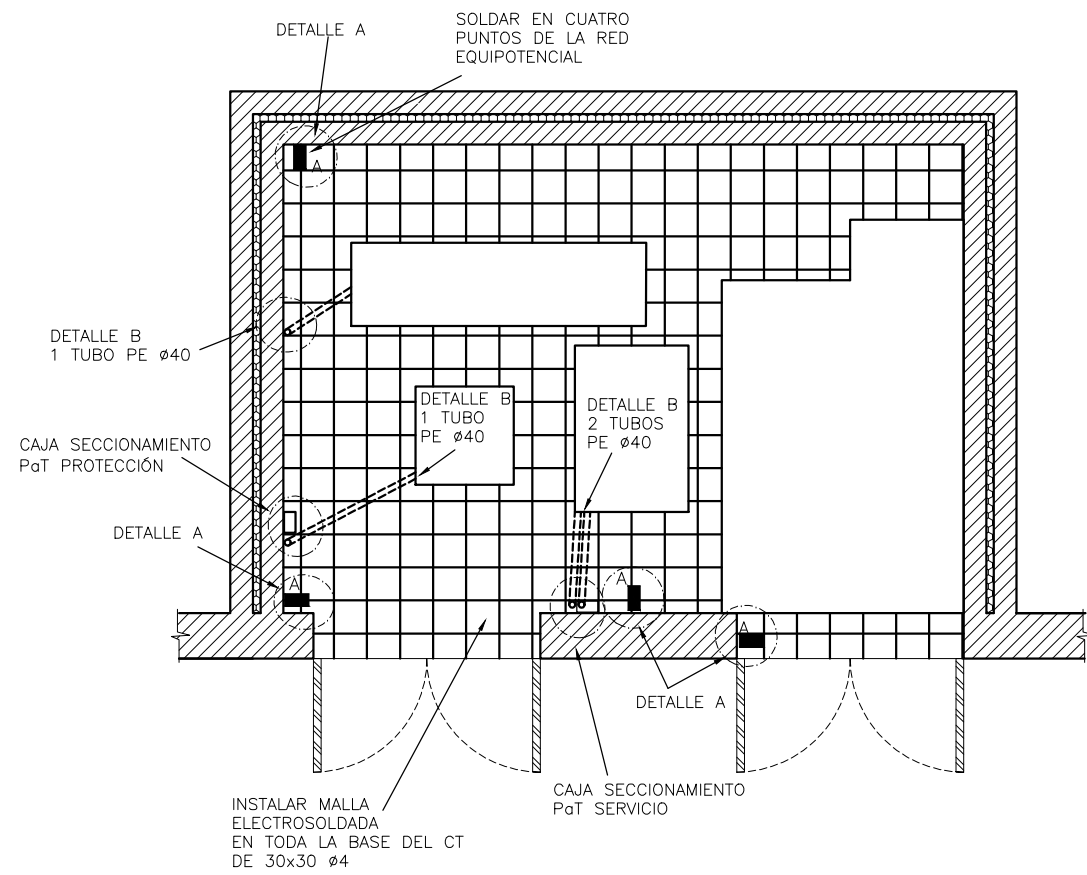 DETALLE A
SOLDAR EN CUATRO
PUNTOS DE LA RED
EQUIPOTENCIAL
A
DETALLE B
1 TUBO PE ø40
DETALLE B
1 TUBO
PE ø40
DETALLE B
2 TUBOS
PE ø40
CAJA SECCIONAMIENTO
PaT PROTECCIÓN
DETALLE A
A
A
A
DETALLE A
CAJA SECCIONAMIENTO
PaT SERVICIO
INSTALAR MALLA
ELECTROSOLDADA
EN TODA LA BASE DEL CT
DE 30x30 ø4